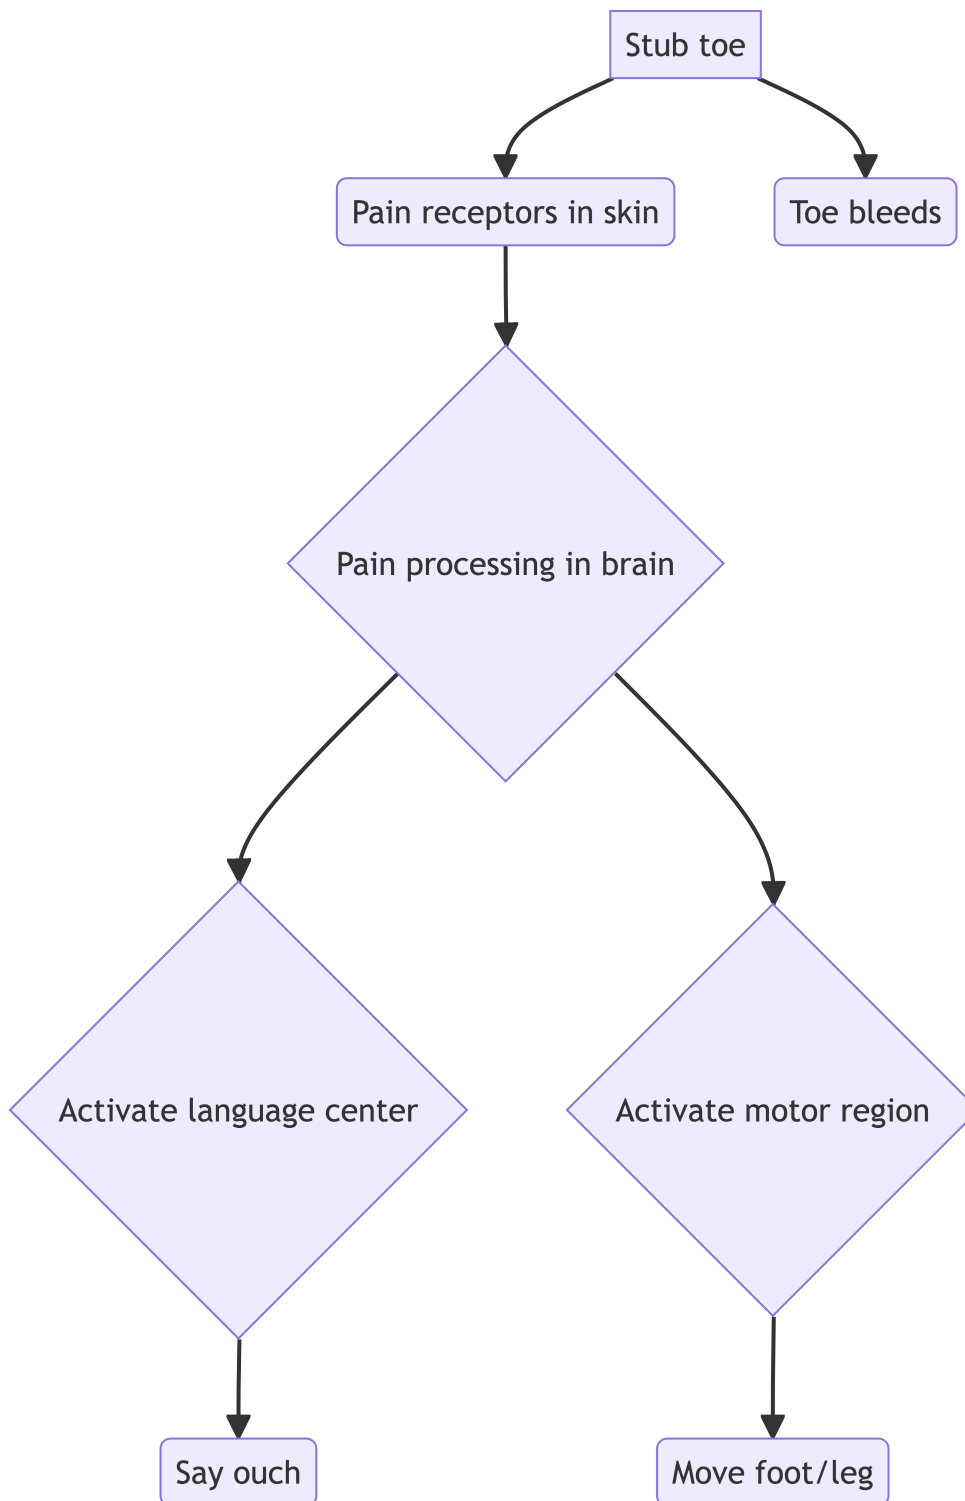 Stub toe
Pain receptors in skin
Toe bleeds
Pain processing in brain
Activate language center
Activate motor region
Say ouch
Move foot/leg